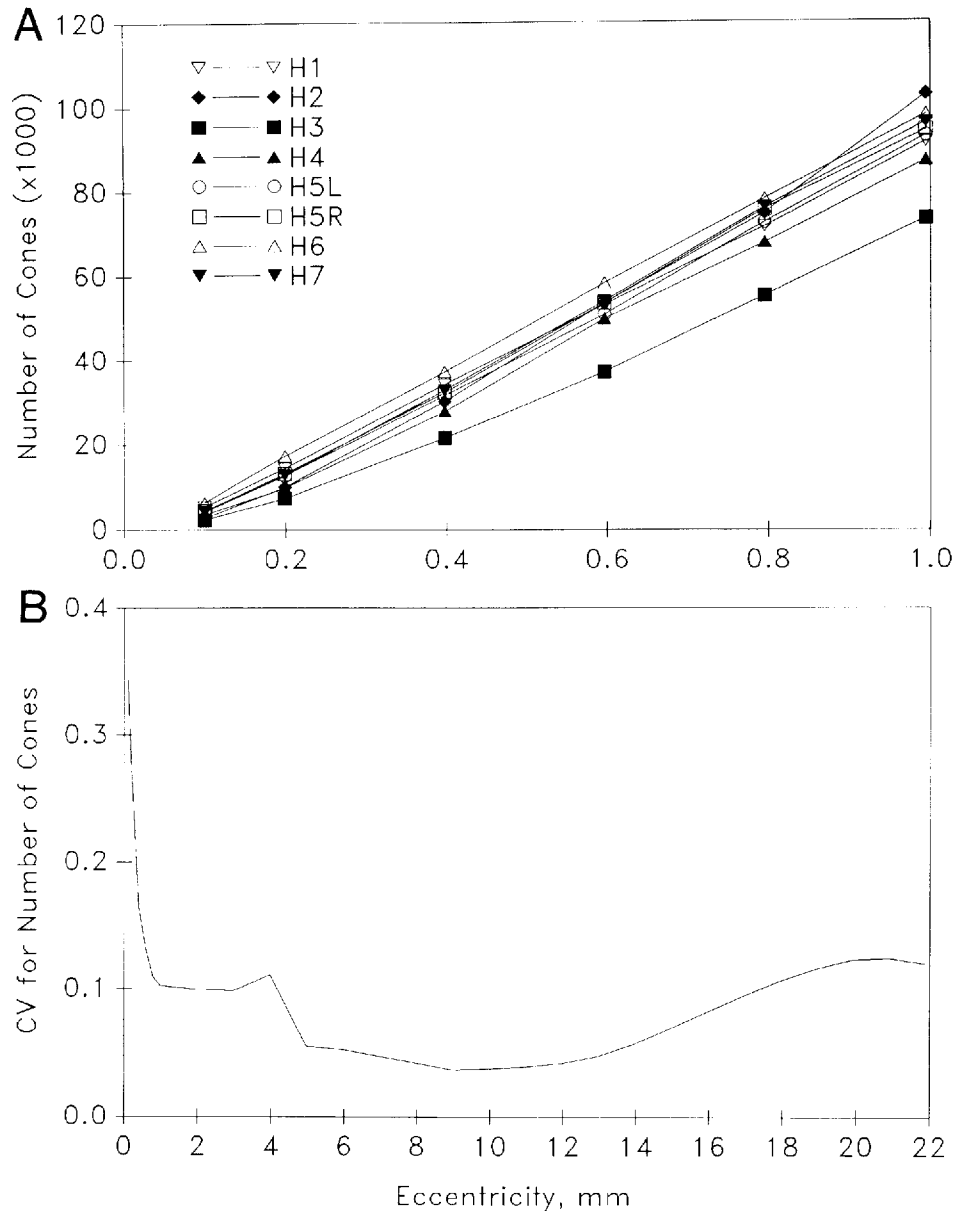 A
120
100
80
60
40
20
0
Number of Cones (x1000)
H1
H2
H3
H4
H5L
H5R
H6
H7
0.0 0.2 0.4 0.6 0.8 1.0
B
0.4
0.3
0.2
0.1
0.0
CV for Number of Cones
0 2 4 6 8 10 12 14 16 18 20 22
Eccentricity, mm